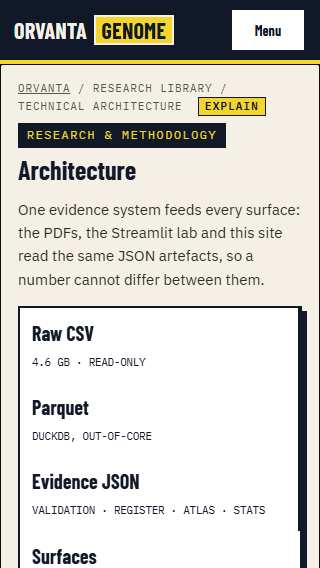 ORVANTA GENOME
Menu
ORVANTA / RESEARCH LIBRARY /
TECHNICAL ARCHITECTURE EXPLAIN
RESEARCH & METHODOLOGY
Architecture
One evidence system feeds every surface:
the PDFs, the Streamlit lab and this site
read the same JSON artefacts, so a
number cannot differ between them.
Raw CSV
4.6 GB · READ-ONLY
Parquet
DUCKDB, OUT-OF-CORE
Evidence JSON
VALIDATION · REGISTER · ATLAS · STATS
Surfaces